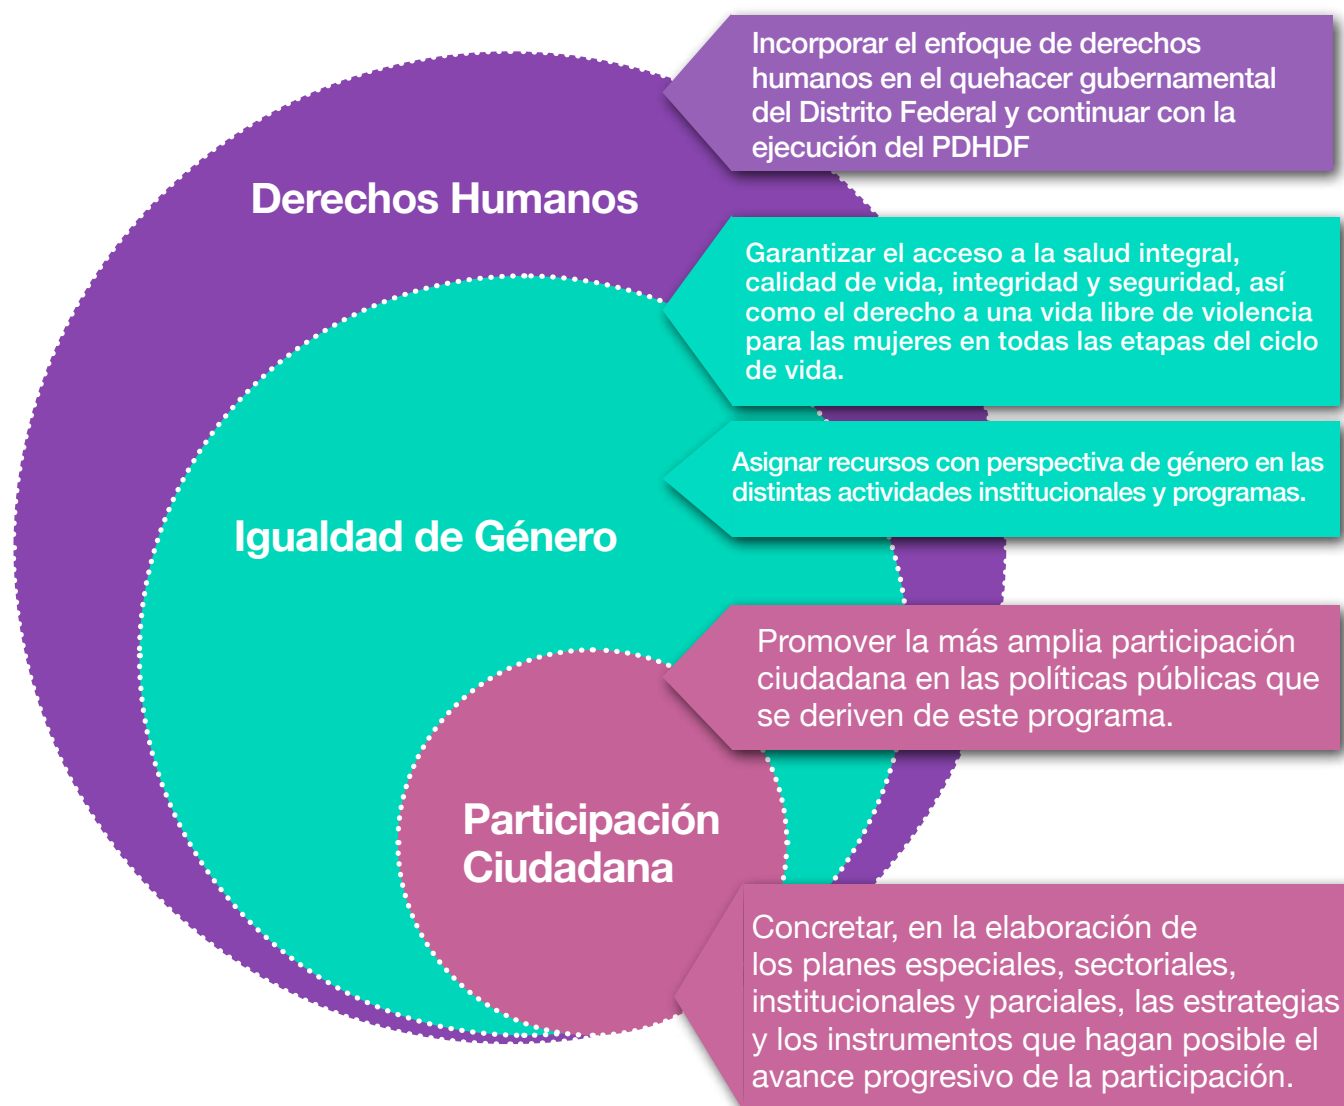 Incorporar el enfoque de derechos
humanos en el quehacer gubernamental
del Distrito Federal y continuar con la
ejecución del PDHDF
Derechos Humanos
Garantizar el acceso a la salud integral,
calidad de vida, integridad y seguridad, así
como el derecho a una vida libre de violencia
para las mujeres en todas las etapas del ciclo
de vida.
Asignar recursos con perspectiva de género en las
distintas actividades institucionales y programas.
Igualdad de Género
Promover la más amplia participación
ciudadana en las políticas públicas que
se deriven de este programa.
Participación
Ciudadana
Concretar, en la elaboración de
los planes especiales, sectoriales,
institucionales y parciales, las estrategias
y los instrumentos que hagan posible el
avance progresivo de la participación.